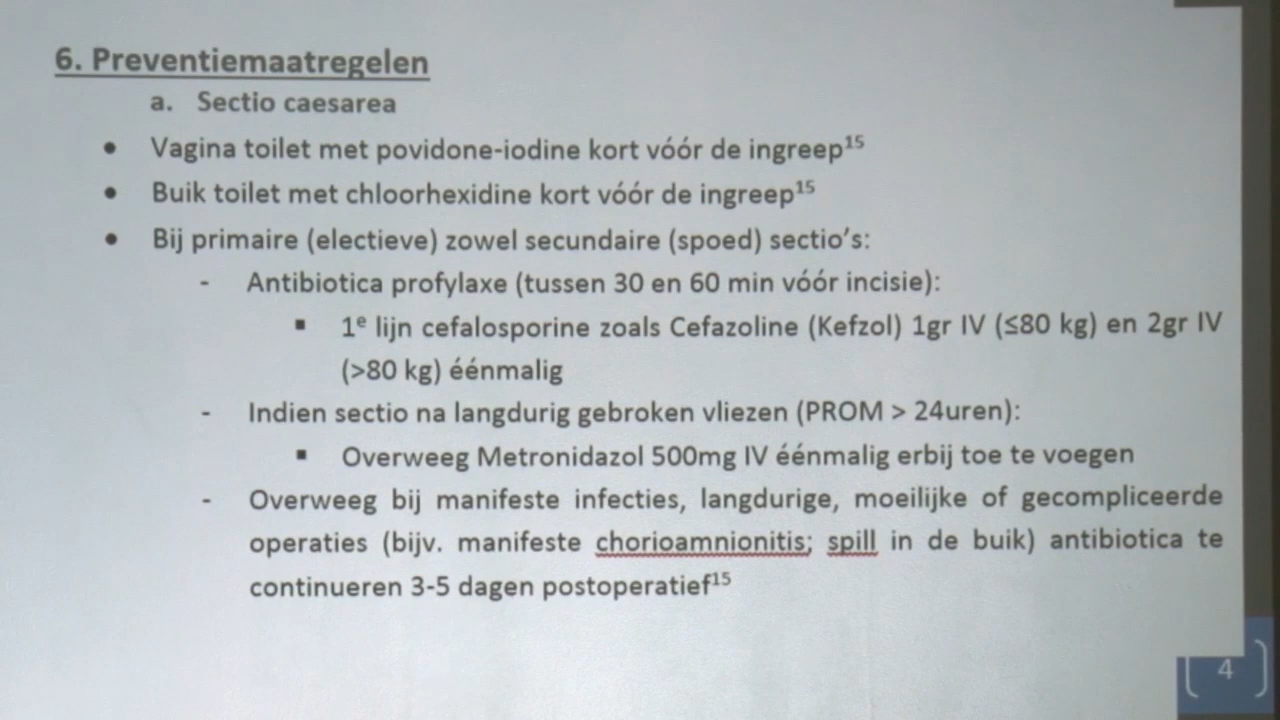 6. Preventiemaatregelen
a. Sectio caesarea
• Vagina toilet met povidone-iodine kort vóór de ingreep¹⁵
• Buik toilet met chloorhexidine kort vóór de ingreep¹⁵
• Bij primaire (electieve) zowel secundaire (spoed) sectio's:
- Antibiotica profylaxe (tussen 30 en 60 min vóór incisie):
▪ 1ᵉ lijn cefalosporine zoals Cefazoline (Kefzol) 1gr IV (≤80 kg) en 2gr IV
(>80 kg) éénmalig
- Indien sectio na langdurig gebroken vliezen (PROM > 24uren):
▪ Overweeg Metronidazol 500mg IV éénmalig erbij toe te voegen
- Overweeg bij manifeste infecties, langdurige, moeilijke of gecompliceerde
operaties (bijv. manifeste chorioamnionitis; spill in de buik) antibiotica te
continueren 3-5 dagen postoperatief¹⁵
4